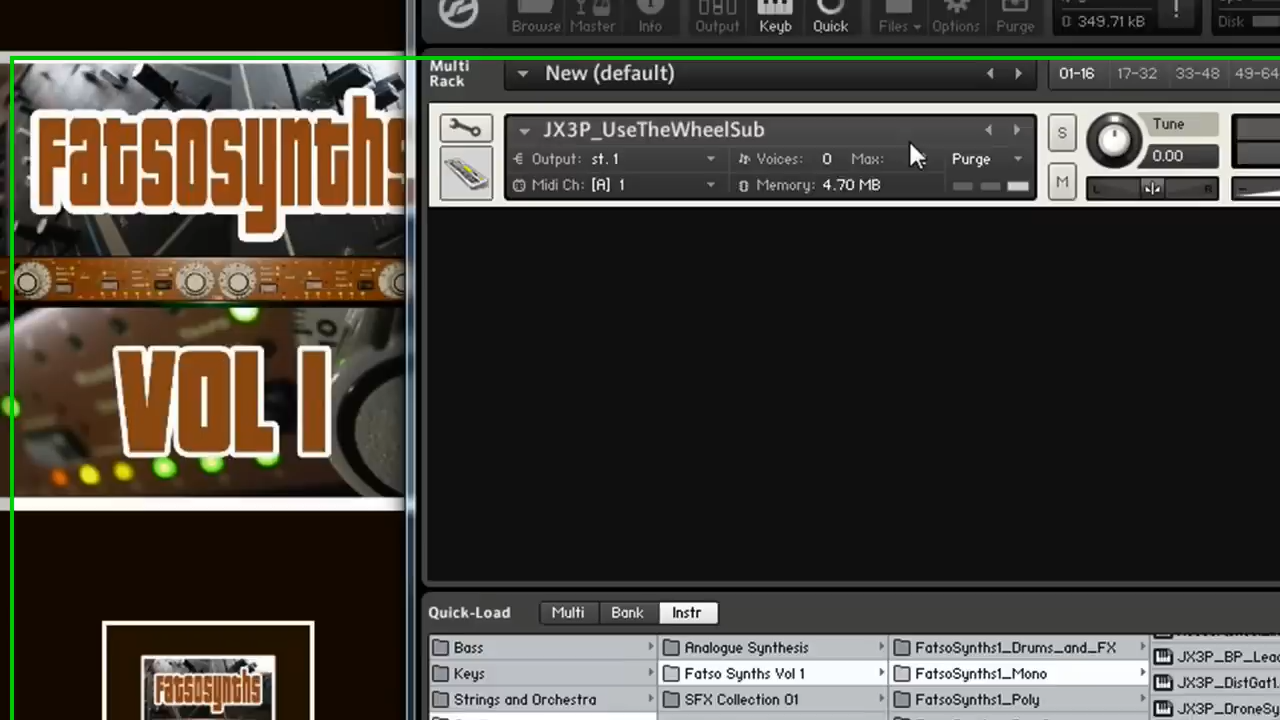 Browse Master Info Output Keyb Quick Files Options Purge
349.71 kB
Disk
Multi
Rack
New (default)
01-16 17-32 33-48 49-64
Fatsosynths
JX3P_UseTheWheelSub
S
Tune
Output: st. 1
Voices: 0 Max:
Purge
0.00
Midi Ch: [A] 1
Memory: 4.70 MB
M
L R
VOL I
Quick-Load
Multi Bank Instr
Bass
Analogue Synthesis
FatsoSynths1_Drums_and_FX
Keys
Fatso Synths Vol 1
FatsoSynths1_Mono
JX3P_BP_Lea
JX3P_DistGat1
Strings and Orchestra
SFX Collection 01
FatsoSynths1_Poly
JX3P_DroneSy
Fatsosynths